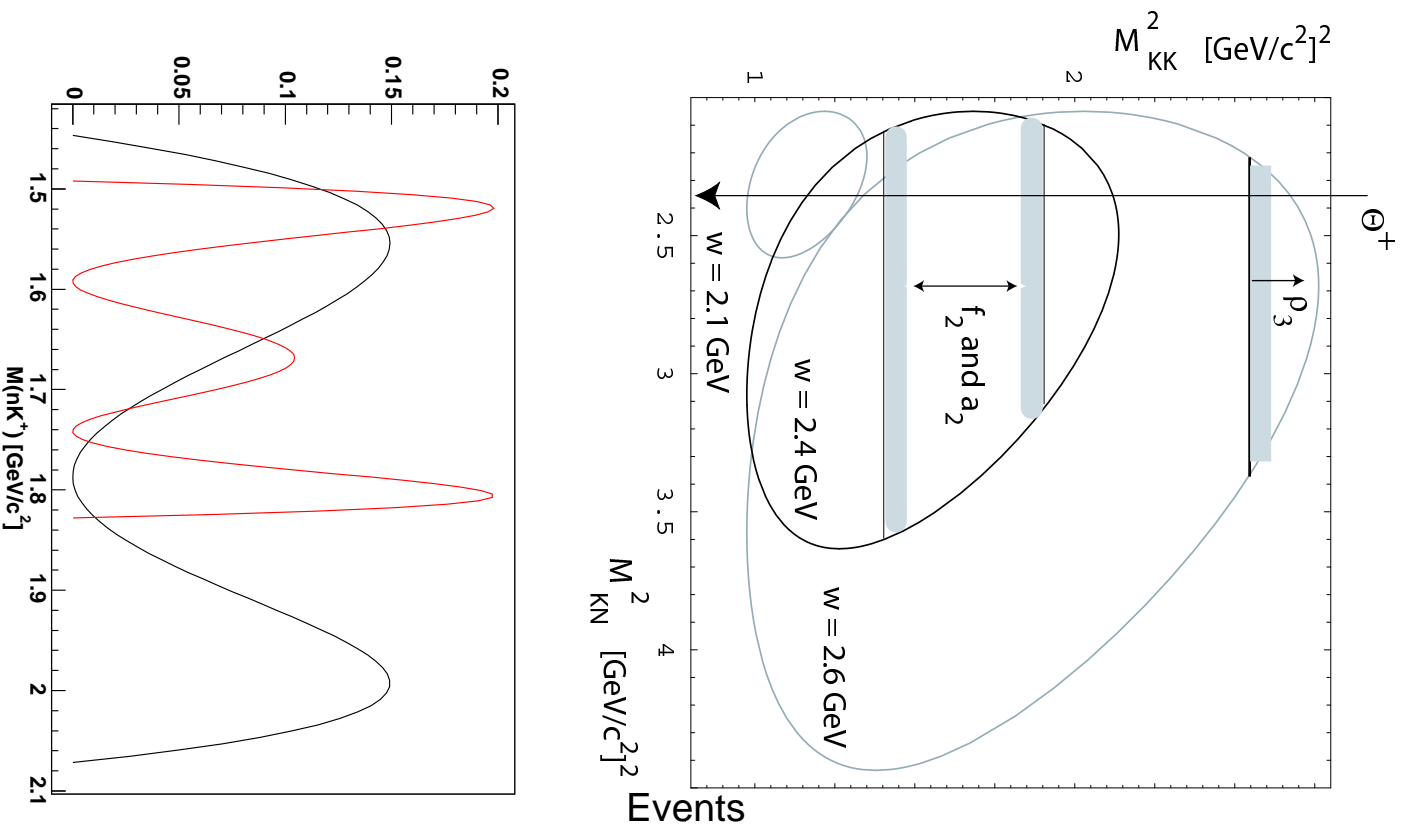 M²KK [GeV/c²]²
1
2
Θ⁺
ρ3
f2 and a2
w = 2.1 GeV
w = 2.4 GeV
w = 2.6 GeV
2.5
3
3.5
4
M²KN [GeV/c²]²
0
0.05
0.1
0.15
0.2
1.5
1.6
1.7
1.8
1.9
2
2.1
M(nK⁺) [GeV/c²]
Events